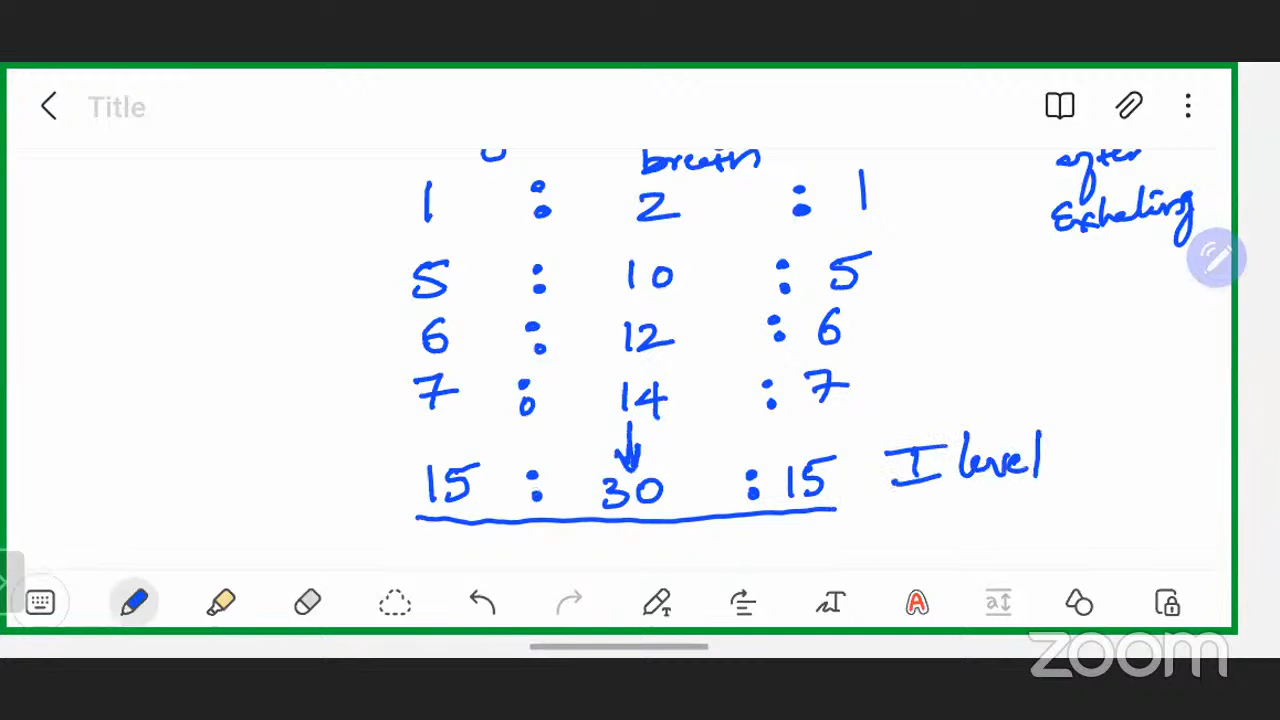 Title
breath after
1 : 2 : 1 Exhaling
5 : 10 : 5
6 : 12 : 6
7 : 14 : 7
15 : 30 : 15 I level
zoom